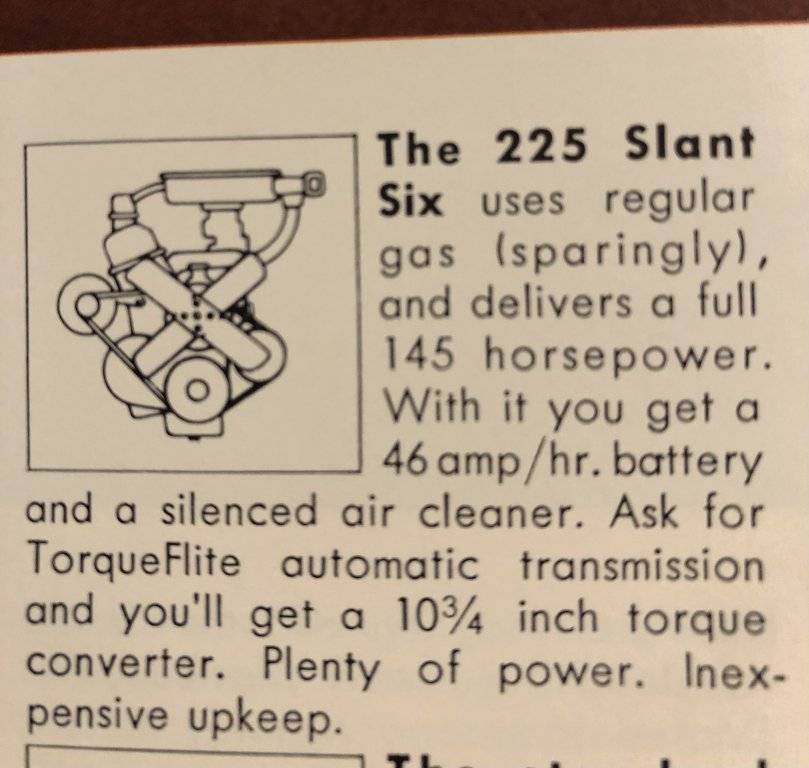 The 225 Slant
Six uses regular
gas (sparingly),
and delivers a full
145 horsepower.
With it you get a
46 amp/hr. battery
and a silenced air cleaner. Ask for
TorqueFlite automatic transmission
and you'll get a 10¾ inch torque
converter. Plenty of power. Inex-
pensive upkeep.